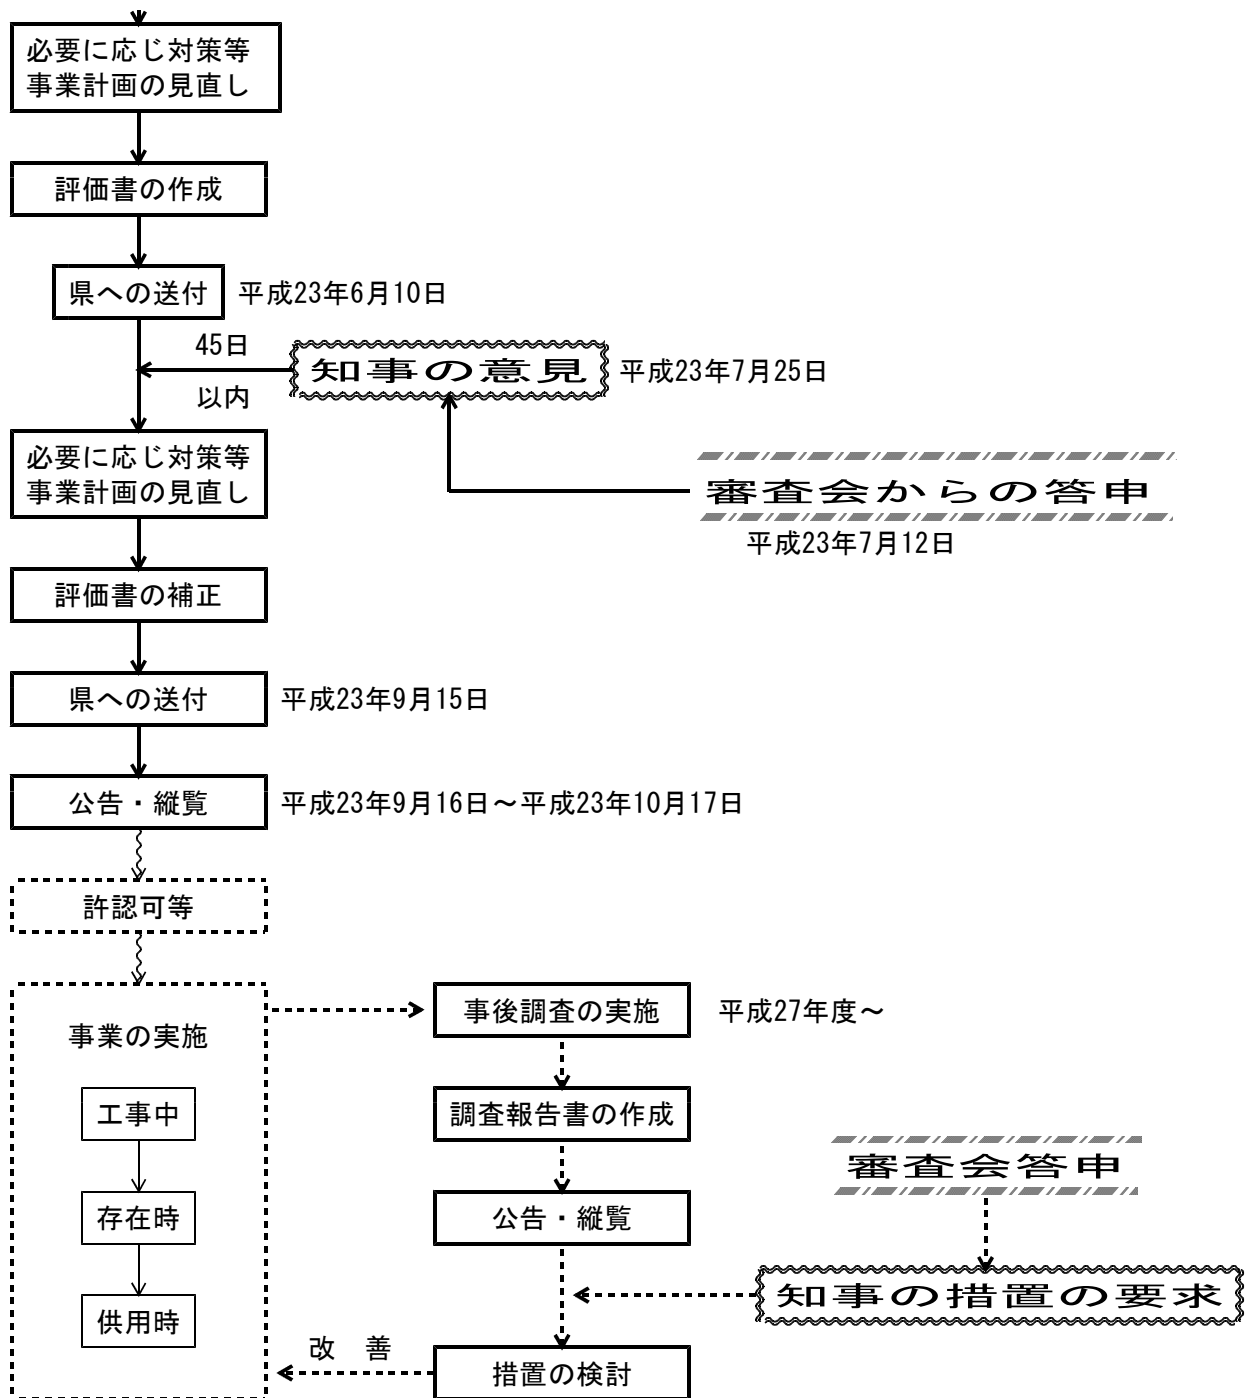 必要に応じ対策等
事業計画の見直し
評価書の作成
県への送付 平成23年6月10日
45日
以内
知事の意見 平成23年7月25日
必要に応じ対策等
事業計画の見直し
審査会からの答申
平成23年7月12日
評価書の補正
県への送付 平成23年9月15日
公告・縦覧 平成23年9月16日～平成23年10月17日
許認可等
事業の実施
工事中
存在時
供用時
事後調査の実施 平成27年度～
調査報告書の作成
公告・縦覧
審査会答申
知事の措置の要求
改 善
措置の検討